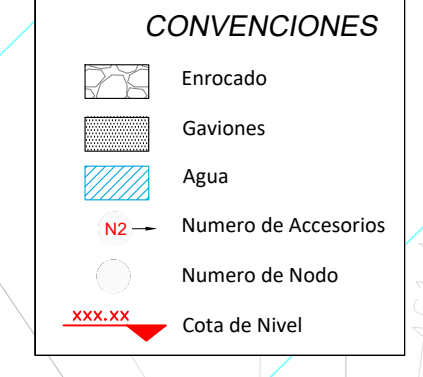 CONVENCIONES
Enrocado
Gaviones
Agua
N2 Numero de Accesorios
Numero de Nodo
xxx.xx Cota de Nivel